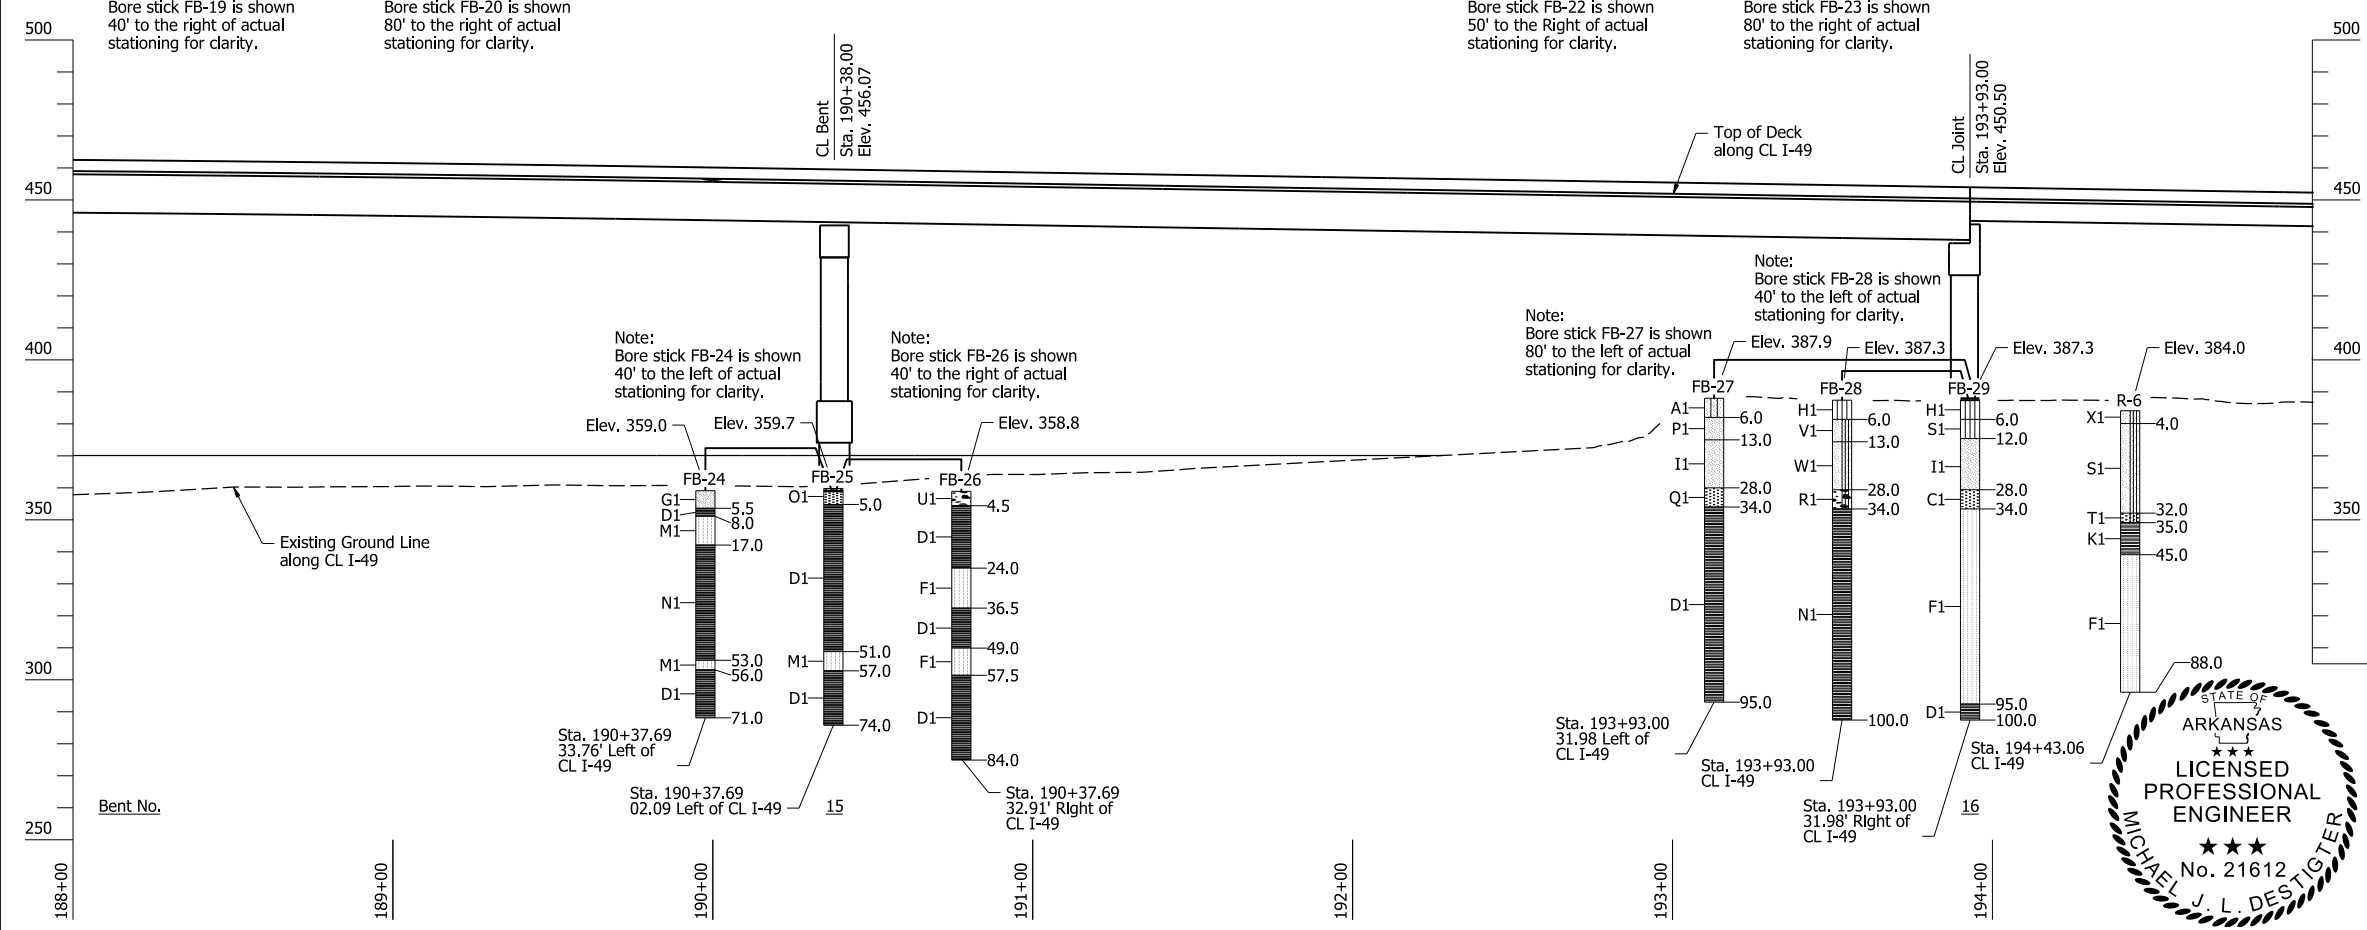 Bore stick FB-19 is shown
40' to the right of actual
stationing for clarity.
Bore stick FB-20 is shown
80' to the right of actual
stationing for clarity.
Bore stick FB-22 is shown
50' to the Right of actual
stationing for clarity.
Bore stick FB-23 is shown
80' to the right of actual
stationing for clarity.
500
450
400
350
300
250
500
450
400
350
CL Bent
Sta. 190+38.00
Elev. 456.07
CL Joint
Sta. 193+93.00
Elev. 450.50
Top of Deck
along CL I-49
Note:
Bore stick FB-24 is shown
40' to the left of actual
stationing for clarity.
Note:
Bore stick FB-26 is shown
40' to the right of actual
stationing for clarity.
Note:
Bore stick FB-27 is shown
80' to the left of actual
stationing for clarity.
Note:
Bore stick FB-28 is shown
40' to the left of actual
stationing for clarity.
Existing Ground Line
along CL I-49
Elev. 359.0
FB-24
G1
5.5
D1
8.0
M1
17.0
N1
53.0
M1
56.0
D1
71.0
Sta. 190+37.69
33.76' Left of
CL I-49
Elev. 359.7
FB-25
O1
5.0
D1
51.0
M1
57.0
D1
74.0
Sta. 190+37.69
02.09 Left of CL I-49
Elev. 358.8
FB-26
U1
4.5
D1
24.0
F1
36.5
D1
49.0
F1
57.5
D1
84.0
Sta. 190+37.69
32.91' Right of
CL I-49
Elev. 387.9
FB-27
A1
6.0
P1
13.0
I1
28.0
Q1
34.0
D1
95.0
Sta. 193+93.00
31.98 Left of
CL I-49
Elev. 387.3
FB-28
H1
6.0
V1
13.0
W1
28.0
R1
34.0
N1
100.0
Sta. 193+93.00
CL I-49
Elev. 387.3
FB-29
H1
6.0
S1
12.0
I1
28.0
C1
34.0
F1
95.0
D1
100.0
Sta. 193+93.00
31.98' Right of
CL I-49
Elev. 384.0
R-6
X1
4.0
S1
32.0
T1
35.0
K1
45.0
F1
88.0
Sta. 194+43.06
CL I-49
Bent No.
15
16
188+00
189+00
190+00
191+00
192+00
193+00
194+00
STATE OF
ARKANSAS
★★★
LICENSED
PROFESSIONAL
ENGINEER
★★★
No. 21612
MICHAEL J. L. DESTIGTER